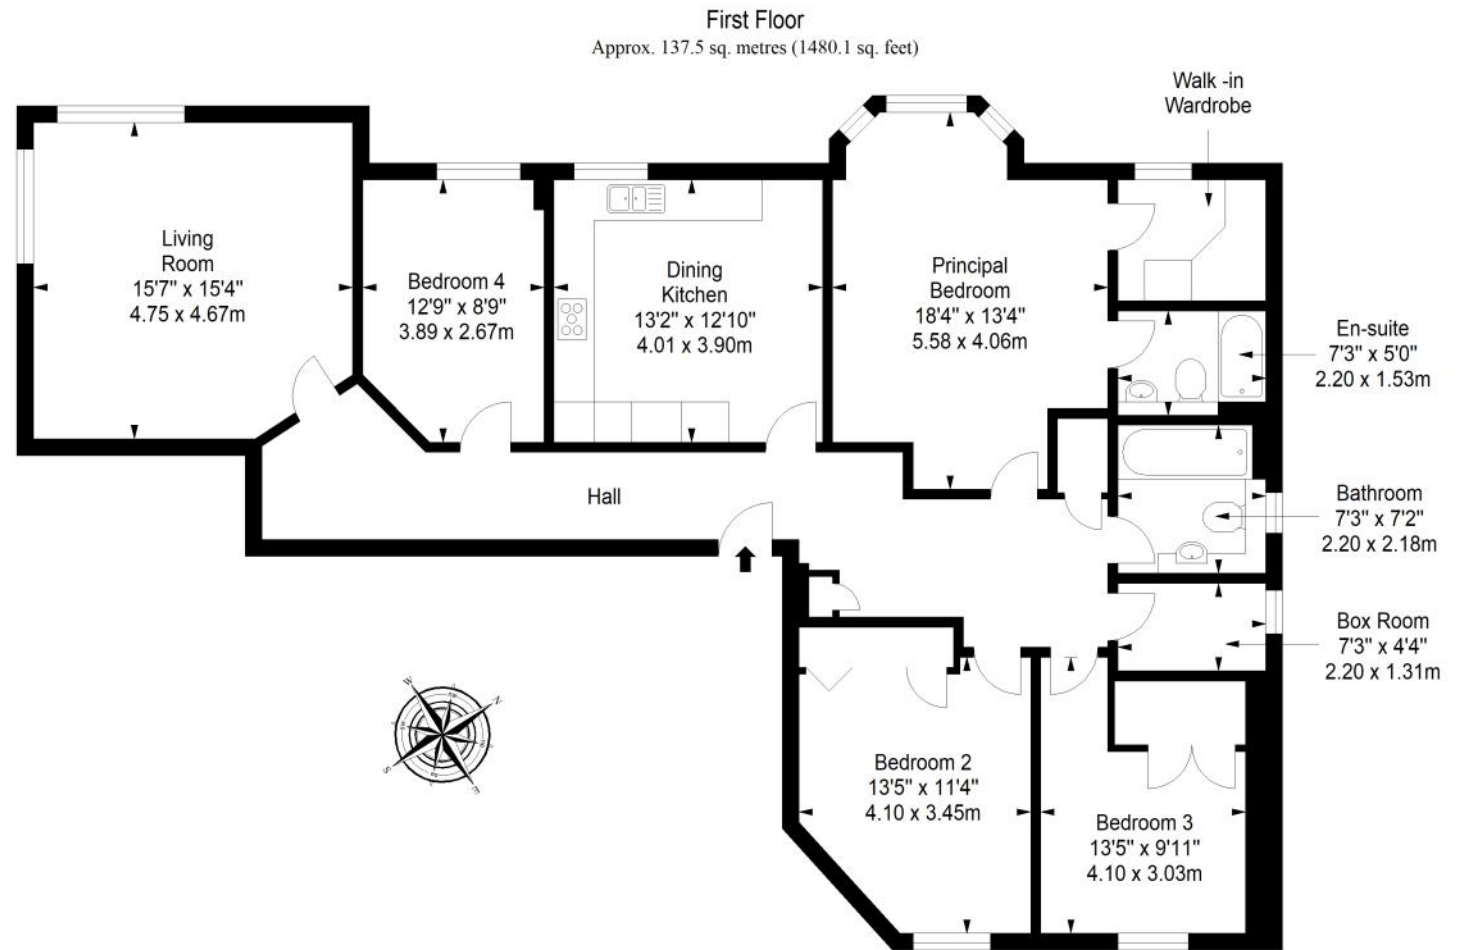 First Floor
Approx. 137.5 sq. metres (1480.1 sq. feet)
Walk -in
Wardrobe
Living
Room
15'7" x 15'4"
4.75 x 4.67m
Bedroom 4
12'9" x 8'9"
3.89 x 2.67m
Dining
Kitchen
13'2" x 12'10"
4.01 x 3.90m
Principal
Bedroom
18'4" x 13'4"
5.58 x 4.06m
En-suite
7'3" x 5'0"
2.20 x 1.53m
Hall
Bathroom
7'3" x 7'2"
2.20 x 2.18m
Box Room
7'3" x 4'4"
2.20 x 1.31m
W
N
S
E
Bedroom 2
13'5" x 11'4"
4.10 x 3.45m
Bedroom 3
13'5" x 9'11"
4.10 x 3.03m